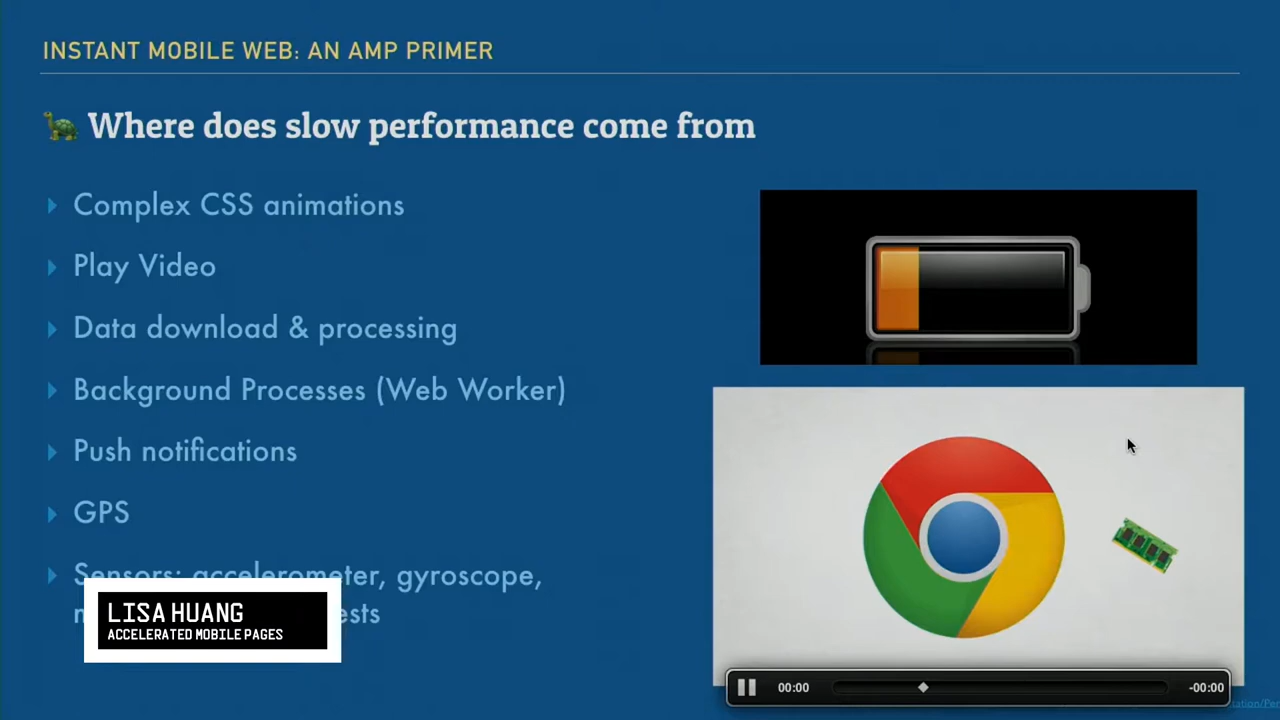 INSTANT MOBILE WEB: AN AMP PRIMER
Where does slow performance come from
Complex CSS animations
Play Video
Data download & processing
Background Processes (Web Worker)
Push notifications
GPS
Sensors: accelerometer, gyroscope,
LISA HUANG
ACCELERATED MOBILE PAGES
00:00
-00:00